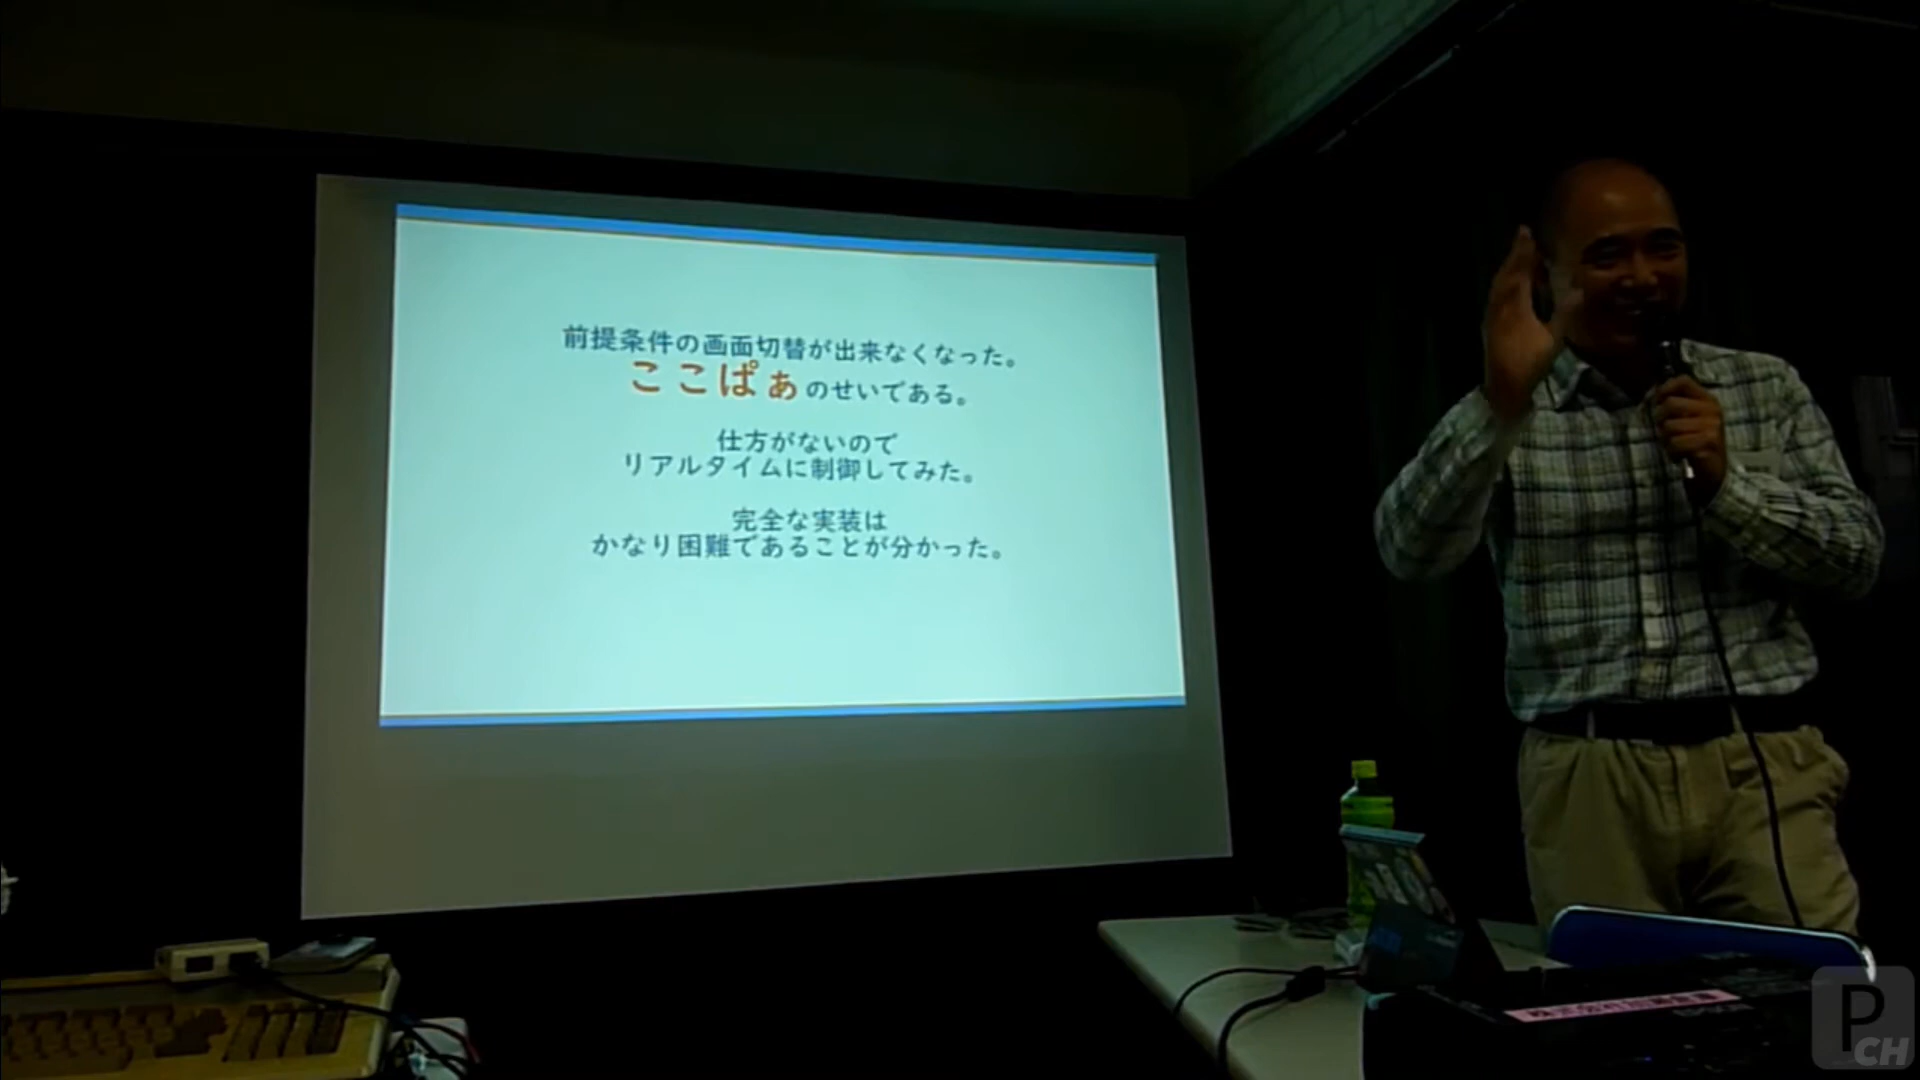 前提条件の画面切替が出来なくなった。
ここぱぁのせいである。
仕方がないので
リアルタイムに制御してみた。
完全な実装は
かなり困難であることが分かった。
P
CH